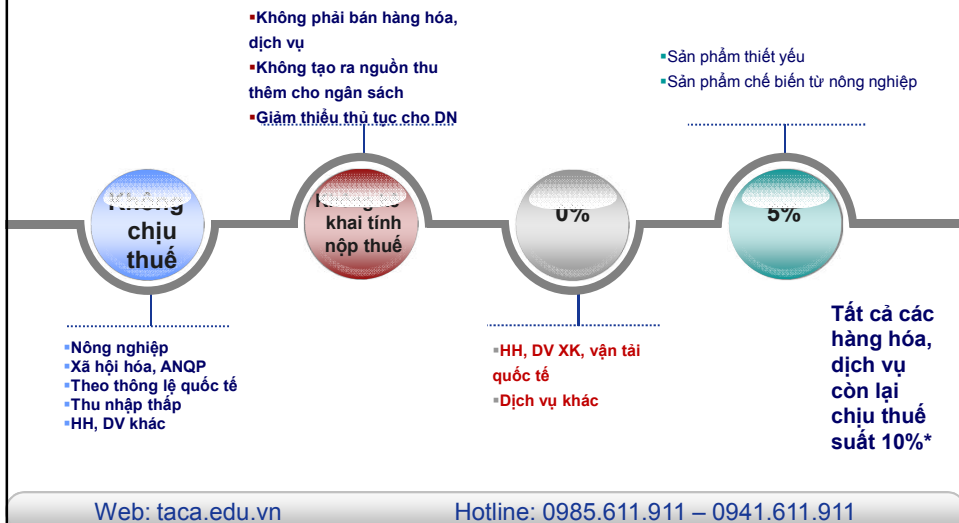 ▪Không phải bán hàng hóa,
dịch vụ
▪Không tạo ra nguồn thu
thêm cho ngân sách
▪Giảm thiểu thủ tục cho DN
▪Sản phẩm thiết yếu
▪Sản phẩm chế biến từ nông nghiệp
Không
chịu
thuế
khai tính
nộp thuế
0%
5%
▪Nông nghiệp
▪Xã hội hóa, ANQP
▪Theo thông lệ quốc tế
▪Thu nhập thấp
▪HH, DV khác
▪HH, DV XK, vận tải
quốc tế
▪Dịch vụ khác
Tất cả các
hàng hóa,
dịch vụ
còn lại
chịu thuế
suất 10%*
Web: taca.edu.vn
Hotline: 0985.611.911 – 0941.611.911